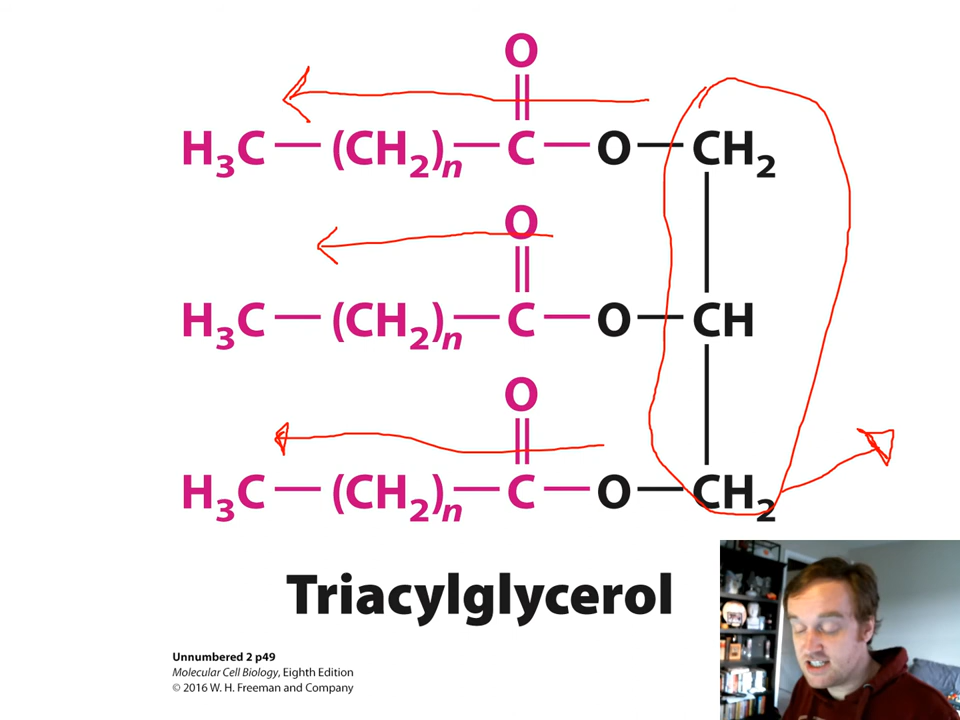 O
H₃C — (CH₂)ₙ — C — O — CH₂
O
H₃C — (CH₂)ₙ — C — O — CH
O
H₃C — (CH₂)ₙ — C — O — CH₂
Triacylglycerol
Unnumbered 2 p49
Molecular Cell Biology, Eighth Edition
© 2016 W. H. Freeman and Company